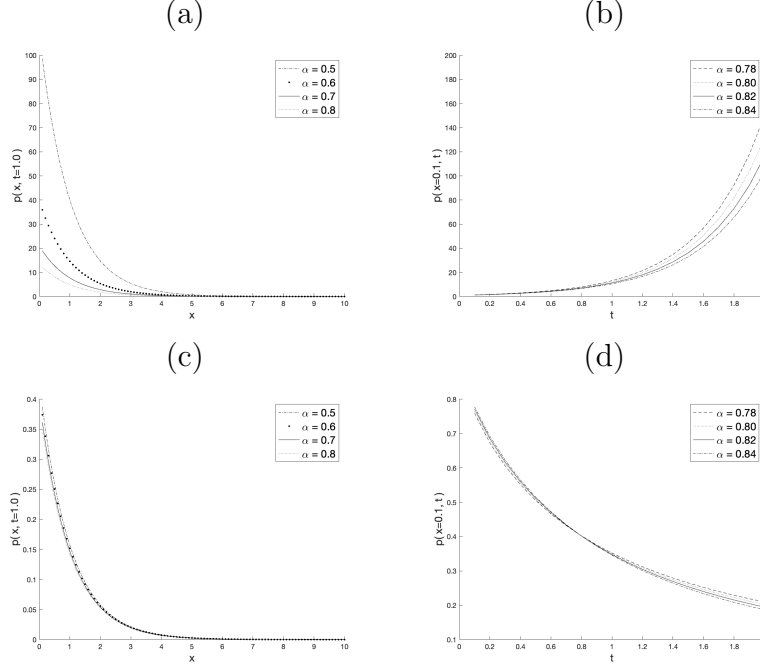 (a)
100
90
80
70
60
50
40
30
20
10
0
p( x, t=1.0 )
0 1 2 3 4 5 6 7 8 9 10
x
α = 0.5
α = 0.6
α = 0.7
α = 0.8
(b)
200
180
160
140
120
100
80
60
40
20
0
p( x=0.1, t )
0.2 0.4 0.6 0.8 1 1.2 1.4 1.6 1.8
t
α = 0.78
α = 0.80
α = 0.82
α = 0.84
(c)
0.4
0.35
0.3
0.25
0.2
0.15
0.1
0.05
0
p( x, t=1.0 )
0 1 2 3 4 5 6 7 8 9 10
x
α = 0.5
α = 0.6
α = 0.7
α = 0.8
(d)
0.8
0.7
0.6
0.5
0.4
0.3
0.2
0.1
p( x=0.1, t )
0.2 0.4 0.6 0.8 1 1.2 1.4 1.6 1.8
t
α = 0.78
α = 0.80
α = 0.82
α = 0.84